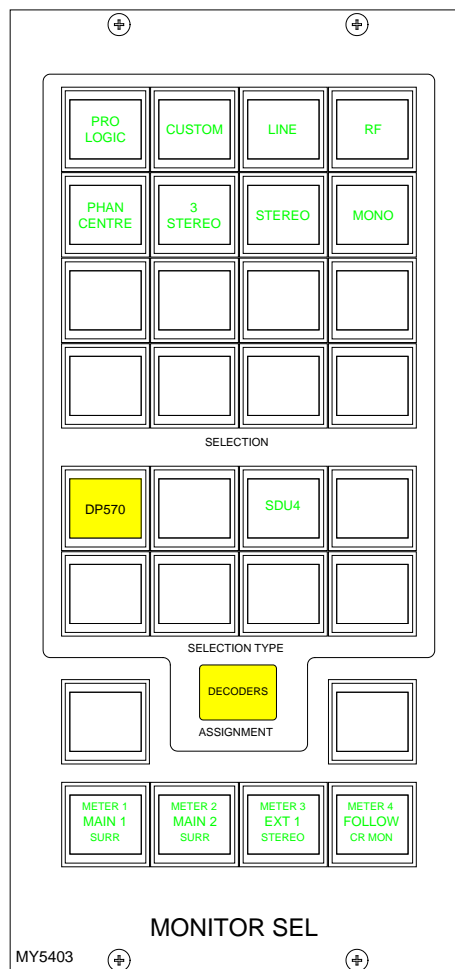 PRO
LOGIC
CUSTOM
LINE
RF
PHAN
CENTRE
3
STEREO
STEREO
MONO
SELECTION
DP570
SDU4
SELECTION TYPE
DECODERS
ASSIGNMENT
METER 1
MAIN 1
SURR
METER 2
MAIN 2
SURR
METER 3
EXT 1
STEREO
METER 4
FOLLOW
CR MON
MONITOR SEL
MY5403